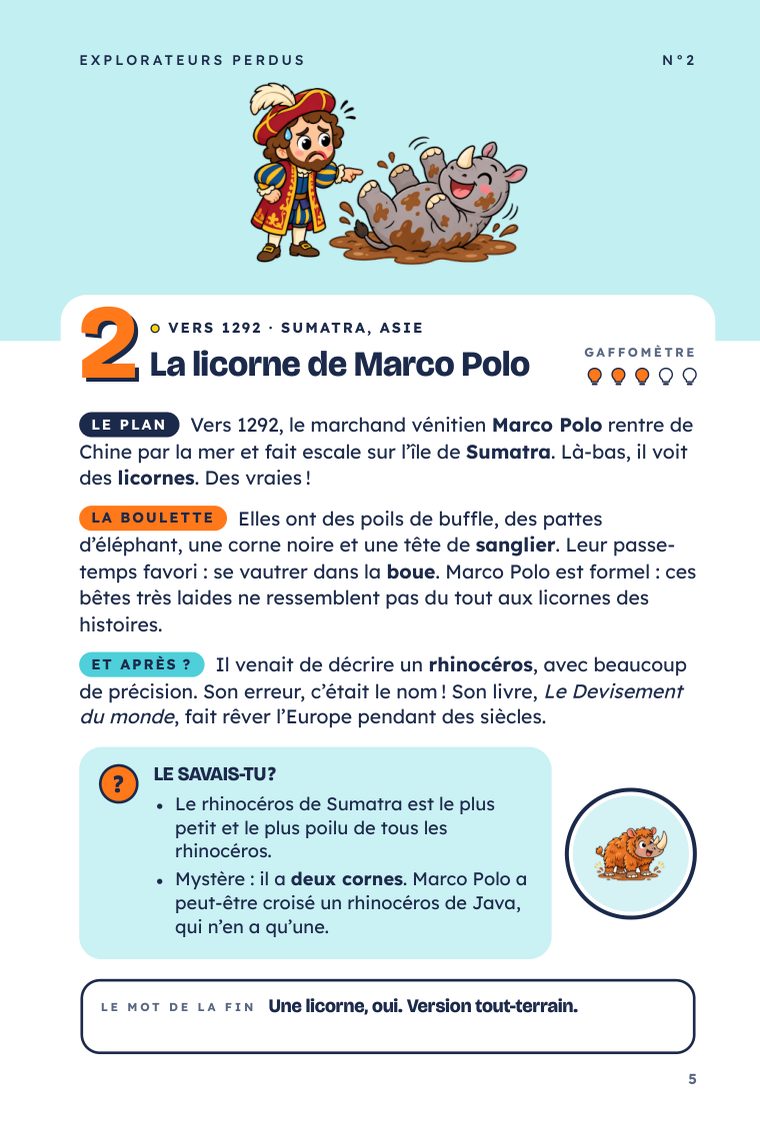 EXPLORATEURS PERDUS
N°2
2
VERS 1292 · SUMATRA, ASIE
La licorne de Marco Polo
GAFFOMÈTRE
LE PLAN Vers 1292, le marchand vénitien Marco Polo rentre de
Chine par la mer et fait escale sur l’île de Sumatra. Là-bas, il voit
des licornes. Des vraies !
LA BOULETTE Elles ont des poils de buffle, des pattes
d’éléphant, une corne noire et une tête de sanglier. Leur passe-
temps favori : se vautrer dans la boue. Marco Polo est formel : ces
bêtes très laides ne ressemblent pas du tout aux licornes des
histoires.
ET APRÈS ? Il venait de décrire un rhinocéros, avec beaucoup
de précision. Son erreur, c’était le nom ! Son livre, Le Devisement
du monde, fait rêver l’Europe pendant des siècles.
?
LE SAVAIS-TU ?
• Le rhinocéros de Sumatra est le plus
petit et le plus poilu de tous les
rhinocéros.
• Mystère : il a deux cornes. Marco Polo a
peut-être croisé un rhinocéros de Java,
qui n’en a qu’une.
LE MOT DE LA FIN Une licorne, oui. Version tout-terrain.
5